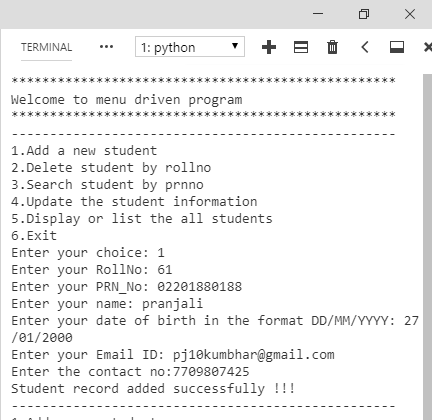 TERMINAL ... 1: python
**************************************************
Welcome to menu driven program
**************************************************
--------------------------------------------------
1.Add a new student
2.Delete student by rollno
3.Search student by prnno
4.Update the student information
5.Display or list the all students
6.Exit
Enter your choice: 1
Enter your RollNo: 61
Enter your PRN_No: 02201880188
Enter your name: pranjali
Enter your date of birth in the format DD/MM/YYYY: 27
/01/2000
Enter your Email ID: pj10kumbhar@gmail.com
Enter the contact no:7709807425
Student record added successfully !!!
--------------------------------------------------